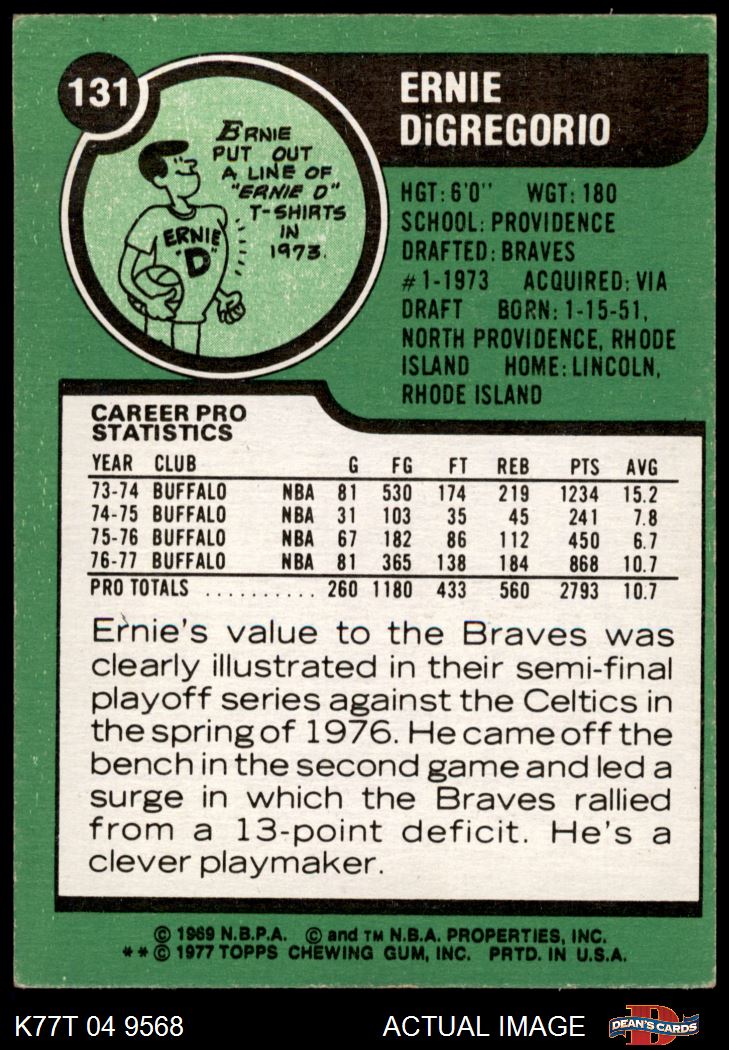 131
ERNIE
DiGREGORIO
ERNIE
PUT OUT
A LINE OF
"ERNIE D"
T-SHIRTS
IN
1973.
ERNIE
"D"
HGT: 6'0" WGT: 180
SCHOOL: PROVIDENCE
DRAFTED: BRAVES
#1-1973 ACQUIRED: VIA
DRAFT BORN: 1-15-51,
NORTH PROVIDENCE, RHODE
ISLAND HOME: LINCOLN,
RHODE ISLAND
CAREER PRO
STATISTICS
YEAR CLUB G FG FT REB PTS AVG
73-74 BUFFALO NBA 81 530 174 219 1234 15.2
74-75 BUFFALO NBA 31 103 35 45 241 7.8
75-76 BUFFALO NBA 67 182 86 112 450 6.7
76-77 BUFFALO NBA 81 365 138 184 868 10.7
PRO TOTALS .......... 260 1180 433 560 2793 10.7
Ernie's value to the Braves was
clearly illustrated in their semi-final
playoff series against the Celtics in
the spring of 1976. He came off the
bench in the second game and led a
surge in which the Braves rallied
from a 13-point deficit. He's a
clever playmaker.
© 1969 N.B.P.A. © and TM N.B.A. PROPERTIES, INC.
**© 1977 TOPPS CHEWING GUM, INC. PRTD. IN U.S.A.
K77T 04 9568 ACTUAL IMAGE
D
DEAN'S CARDS